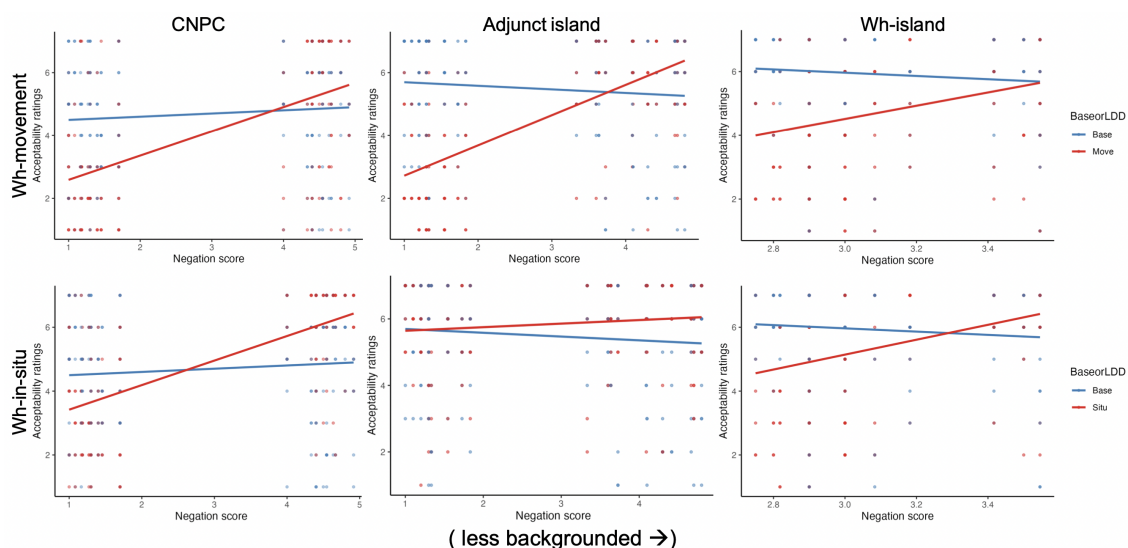 CNPC
Adjunct island
Wh-island
Wh-movement
Acceptability ratings
6
4
2
1
2
3
4
5
Negation score
Acceptability ratings
6
4
2
1
2
4
Negation score
Acceptability ratings
6
4
2
2.8
3.0
3.2
3.4
Negation score
BaseorLDD
Base
Move
Wh-in-situ
Acceptability ratings
6
4
2
1
2
3
4
5
Negation score
Acceptability ratings
6
4
2
1
2
3
4
Negation score
Acceptability ratings
6
4
2
2.8
3.0
3.2
3.4
Negation score
BaseorLDD
Base
Situ
( less backgrounded →)